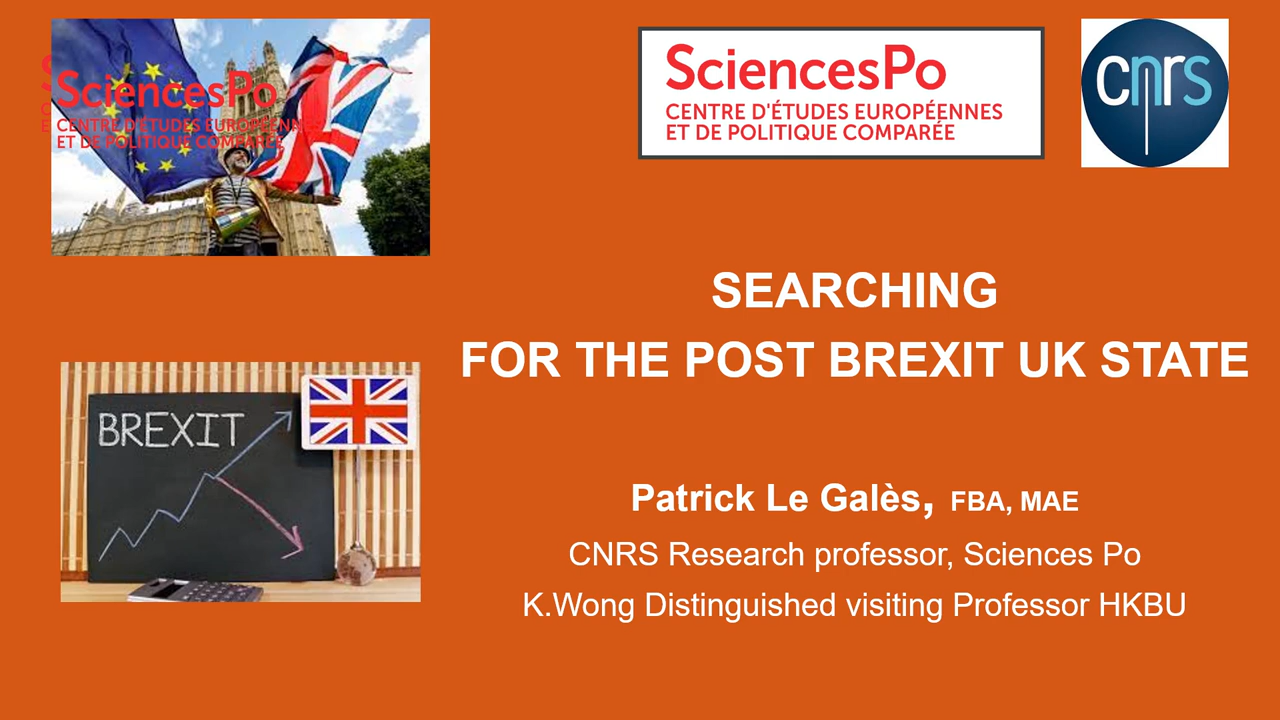 SciencesPo
CENTRE D'ÉTUDES EUROPÉENN
ET DE POLITIQUE COMPARÉE
SciencesPo
CENTRE D'ÉTUDES EUROPÉENNES
ET DE POLITIQUE COMPARÉE
cnrs
SEARCHING
FOR THE POST BREXIT UK STATE
BREXIT
Patrick Le Galès, FBA, MAE
CNRS Research professor, Sciences Po
K.Wong Distinguished visiting Professor HKBU